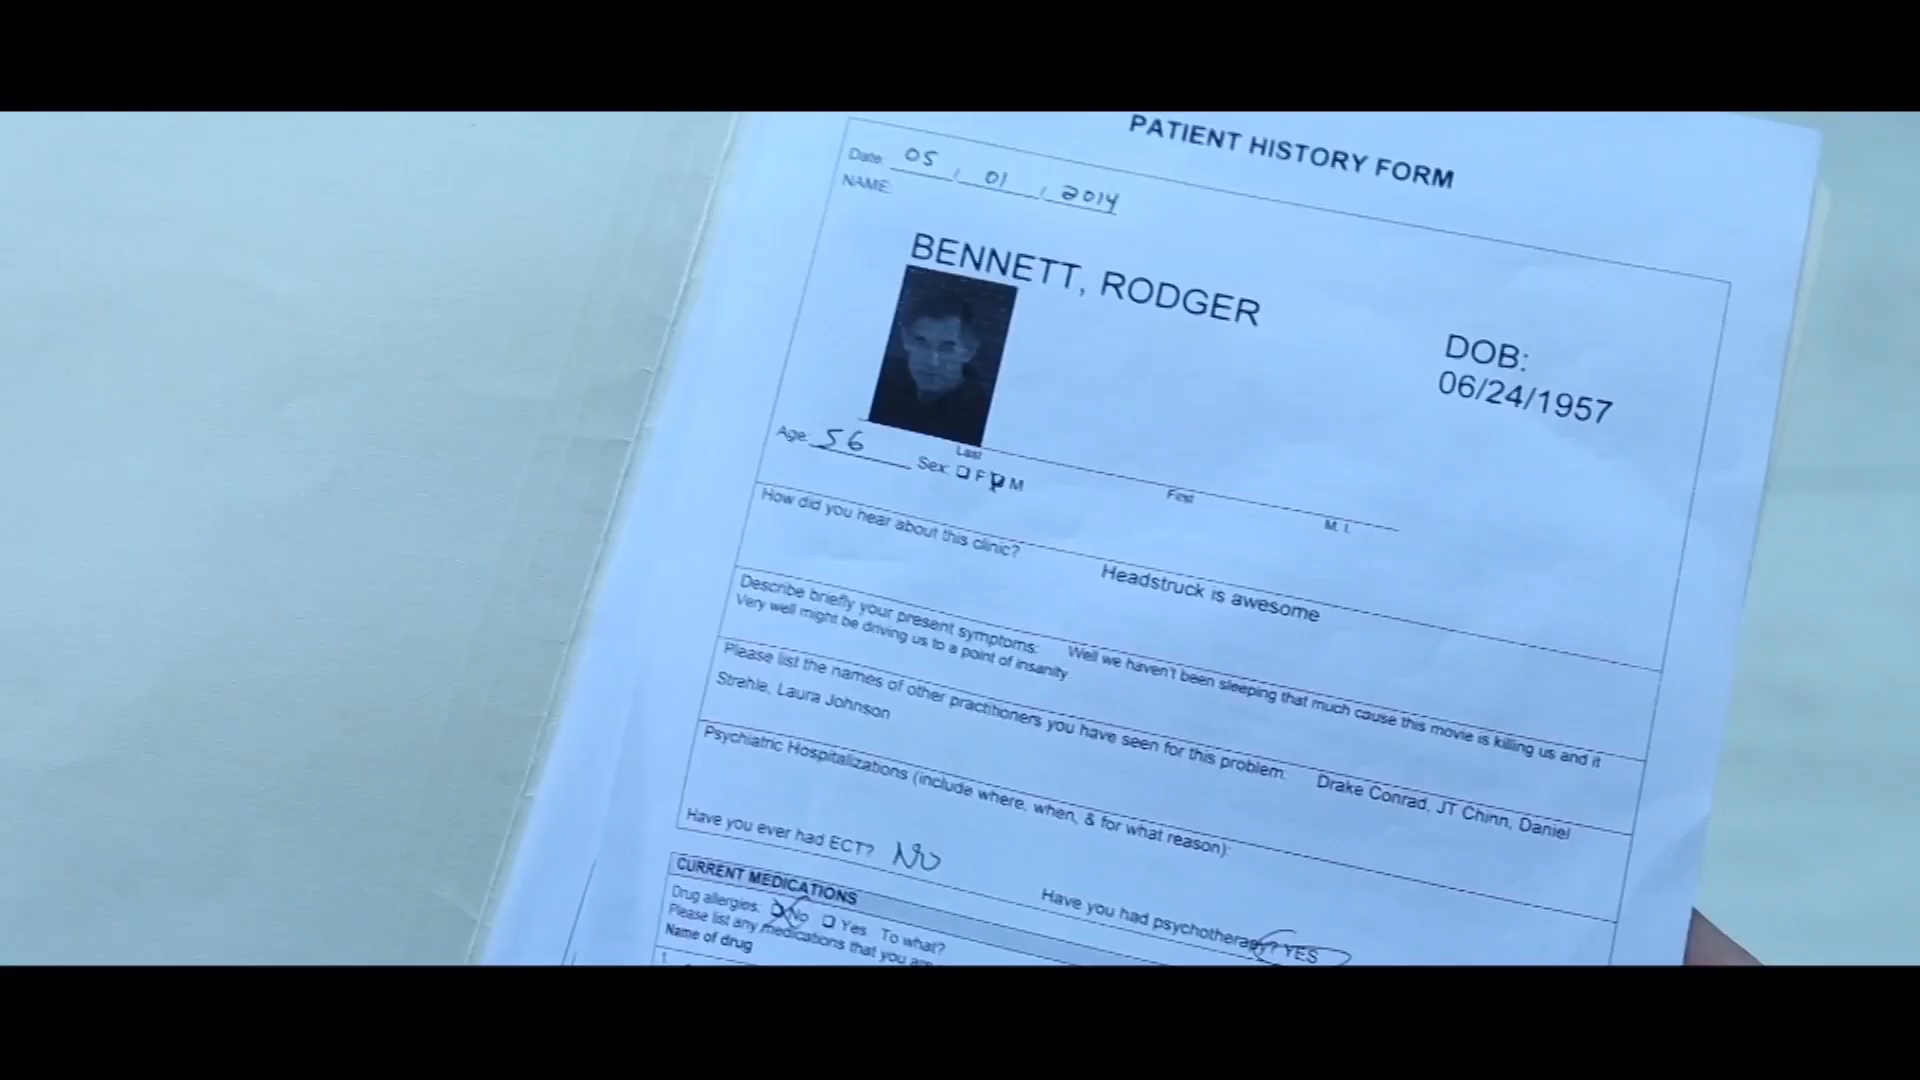 PATIENT HISTORY FORM
Date: 05 / 01 / 2014
NAME:
BENNETT, RODGER
DOB:
06/24/1957
Last First M. I.
Age: 56 Sex: F M
How did you hear about this clinic? Headstruck is awesome
Describe briefly your present symptoms: Well we haven't been sleeping that much cause this movie is killing us and it
Very well might be driving us to a point of insanity
Please list the names of other practitioners you have seen for this problem: Drake Conrad, JT Chinn, Daniel
Strehle, Laura Johnson
Psychiatric Hospitalizations (include where, when, & for what reason):
Have you ever had ECT? NO Have you had psychotherapy? YES
CURRENT MEDICATIONS
Drug allergies: No Yes To what?
Please list any medications that you are
Name of drug
1.